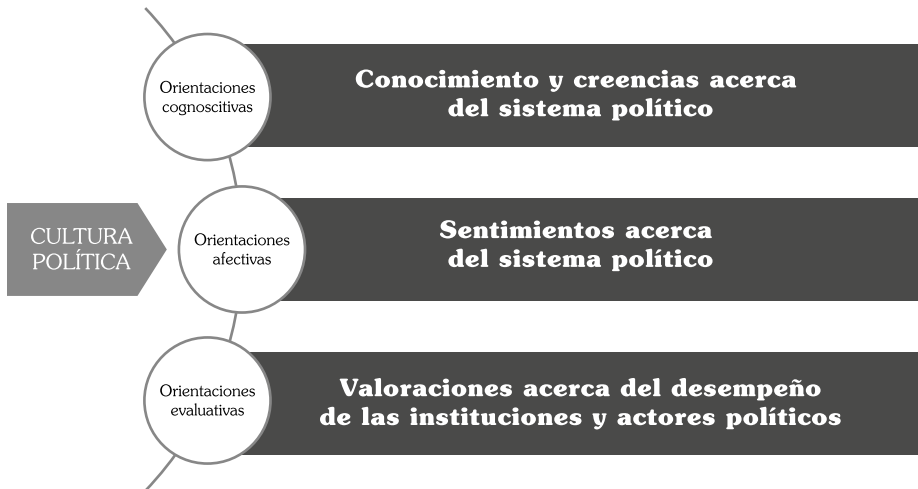 CULTURA
POLÍTICA
Orientaciones
cognoscitivas
Conocimiento y creencias acerca
del sistema político
Orientaciones
afectivas
Sentimientos acerca
del sistema político
Orientaciones
evaluativas
Valoraciones acerca del desempeño
de las instituciones y actores políticos